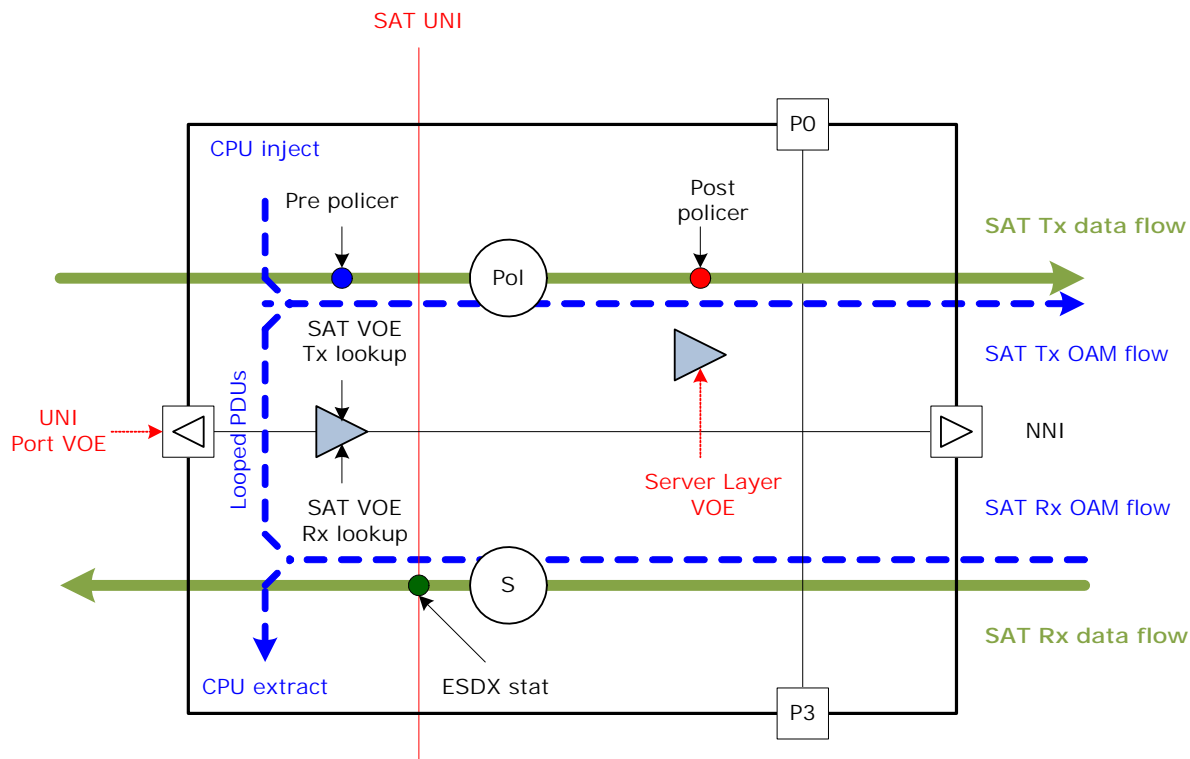 SAT UNI
P0
CPU inject
Pre policer
Post
policer
SAT Tx data flow
Pol
SAT VOE
Tx lookup
SAT Tx OAM flow
Looped PDUs
UNI
Port VOE
NNI
Server Layer
VOE
SAT VOE
Rx lookup
SAT Rx OAM flow
S
SAT Rx data flow
CPU extract
ESDX stat
P3